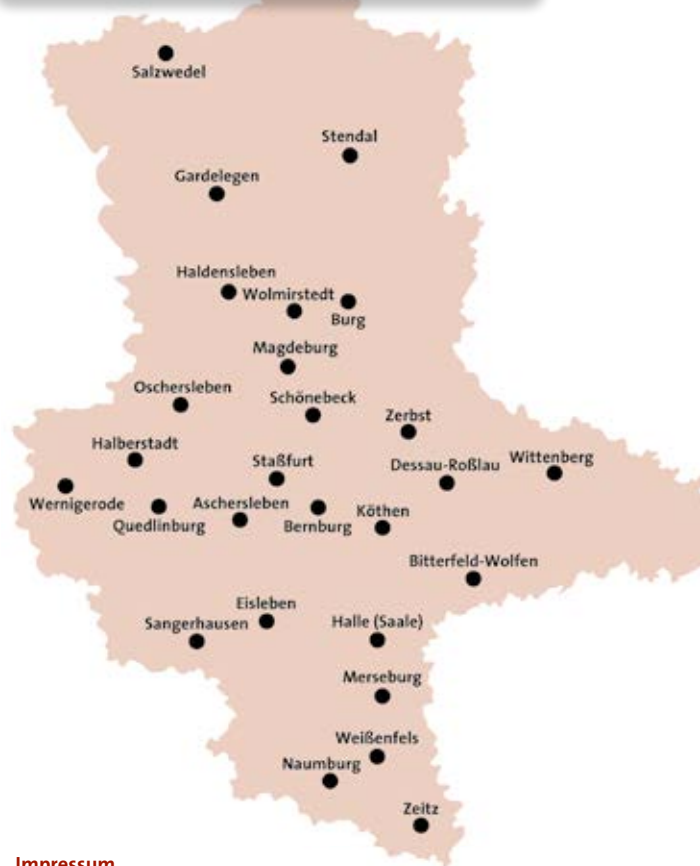 Salzwedel
Stendal
Gardelegen
Haldensleben
Wolmirstedt
Burg
Magdeburg
Oschersleben
Schönebeck
Zerbst
Halberstadt
Staßfurt
Dessau-Roßlau
Wittenberg
Wernigerode
Quedlinburg
Aschersleben
Bernburg
Köthen
Bitterfeld-Wolfen
Eisleben
Sangerhausen
Halle (Saale)
Merseburg
Weißenfels
Naumburg
Zeitz
Impressum